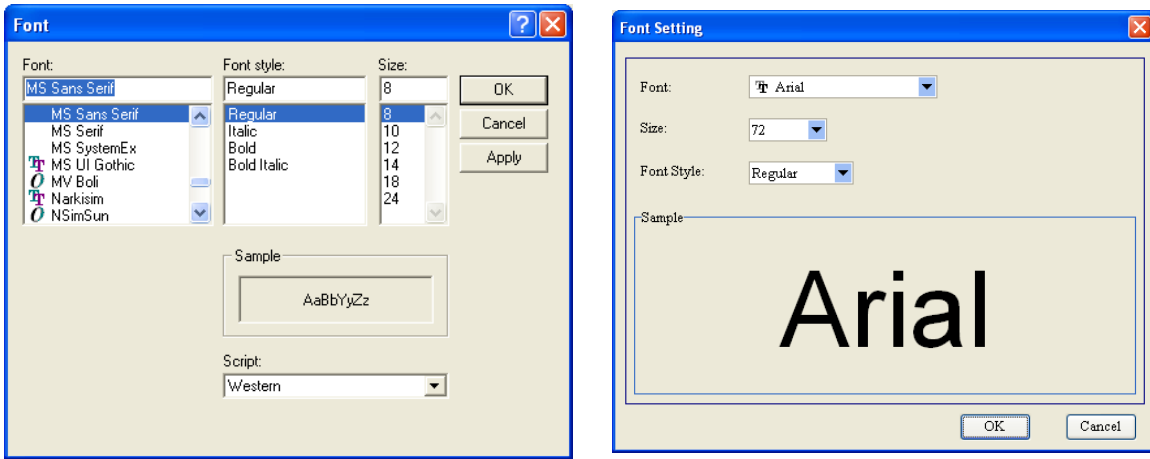 Font
Font:
Font style:
Size:
MS Sans Serif
Regular
8
OK
MS Sans Serif
Regular
8
MS Serif
Italic
10
Cancel
MS SystemEx
Bold
12
MS UI Gothic
Bold Italic
14
Apply
MV Boli
18
Narkisim
24
NSimSun
Sample
AaBbYyZz
Script:
Western
Font Setting
Font:
Arial
Size:
72
Font Style:
Regular
Sample
Arial
OK
Cancel